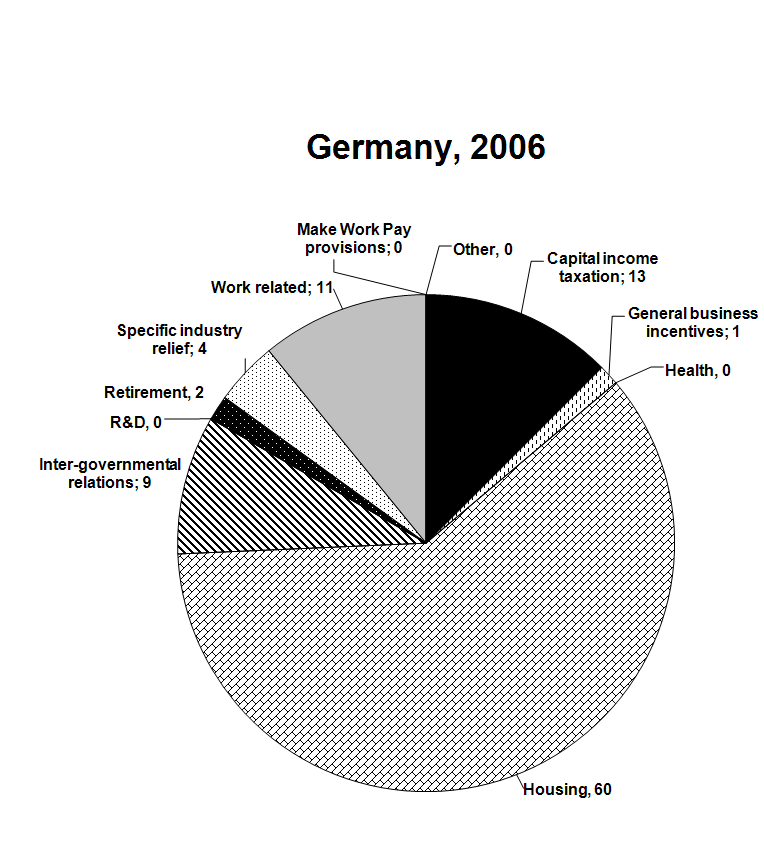 Germany, 2006
Make Work Pay
provisions; 0
Other, 0
Capital income
taxation; 13
Work related; 11
General business
incentives; 1
Specific industry
relief; 4
Health, 0
Retirement, 2
R&D, 0
Inter-governmental
relations; 9
Housing, 60